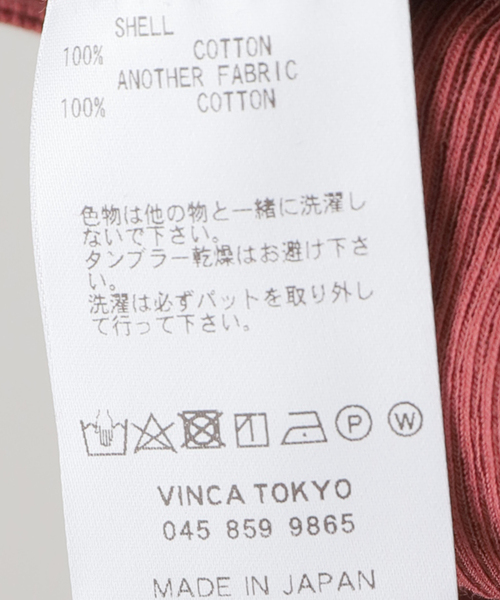 SHELL
100% COTTON
ANOTHER FABRIC
100% COTTON
色物は他の物と一緒に洗濯し
ないで下さい。
タンブラー乾燥はお避け下さ
い。
洗濯は必ずパットを取り外し
て行って下さい。
P W
VINCA TOKYO
045 859 9865
MADE IN JAPAN